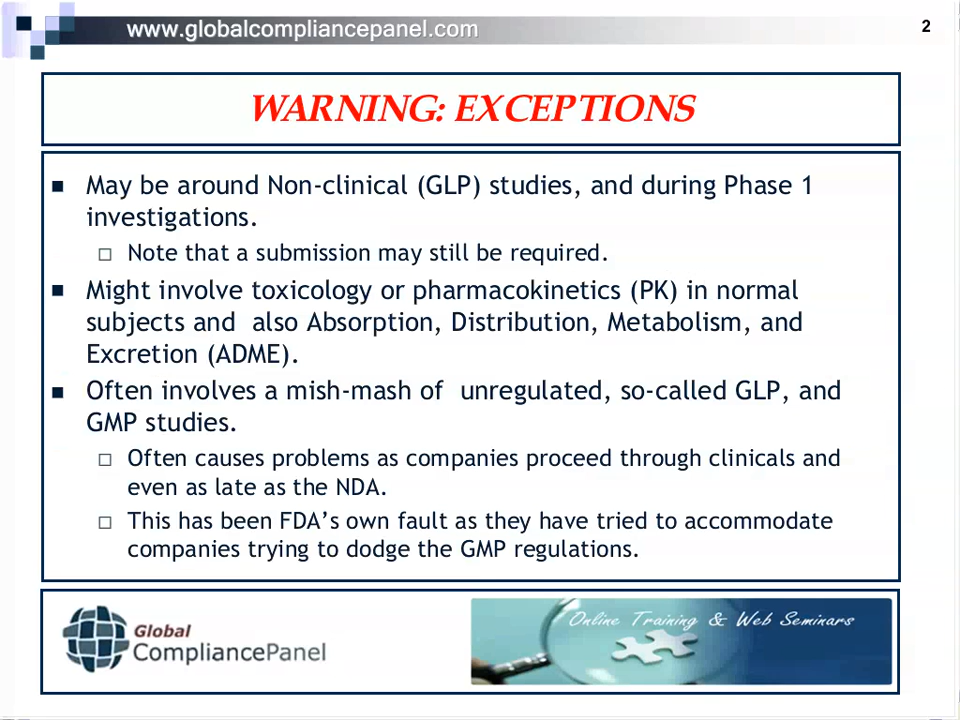 www.globalcompliancepanel.com
2
WARNING: EXCEPTIONS
May be around Non-clinical (GLP) studies, and during Phase 1
investigations.
Note that a submission may still be required.
Might involve toxicology or pharmacokinetics (PK) in normal
subjects and also Absorption, Distribution, Metabolism, and
Excretion (ADME).
Often involves a mish-mash of unregulated, so-called GLP, and
GMP studies.
Often causes problems as companies proceed through clinicals and
even as late as the NDA.
This has been FDA’s own fault as they have tried to accommodate
companies trying to dodge the GMP regulations.
Global
CompliancePanel
Online Training & Web Seminars